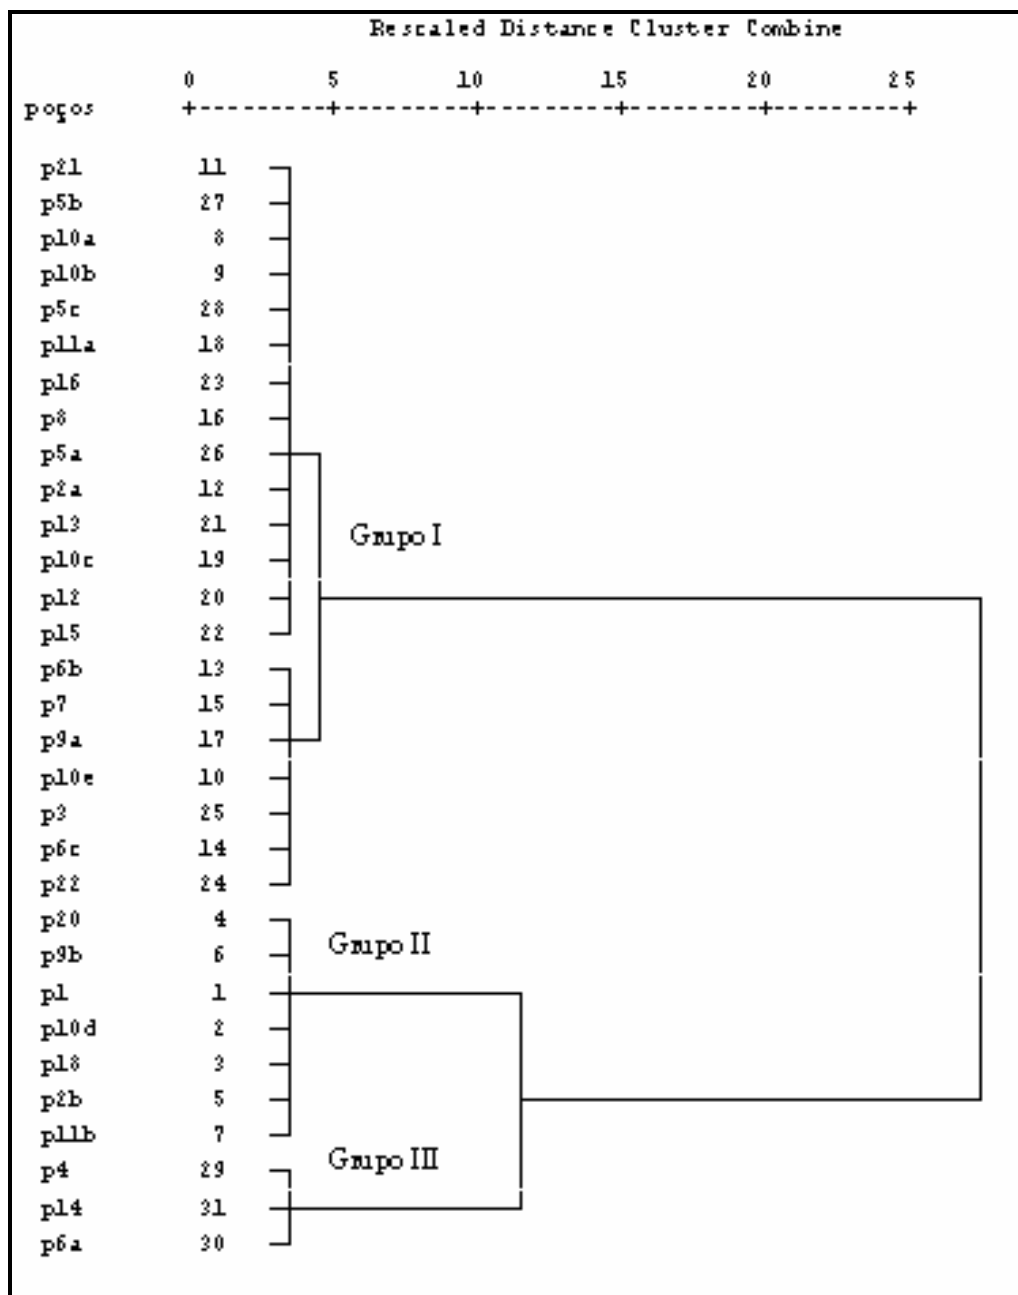 Rescaled Distance Cluster Combine
0 5 10 15 20 25
poços +---------+---------+---------+---------+---------+
p21 11
p5b 27
p10a 8
p10b 9
p5c 28
p11a 18
p16 23
p8 16
p5a 26
p2a 12
p13 21
Grupo I
p10c 19
p12 20
p15 22
p6b 13
p7 15
p9a 17
p10e 10
p3 25
p6c 14
p22 24
p20 4
Grupo II
p9b 6
p1 1
p10d 2
p18 3
p2b 5
p11b 7
Grupo III
p4 29
p14 31
p6a 30